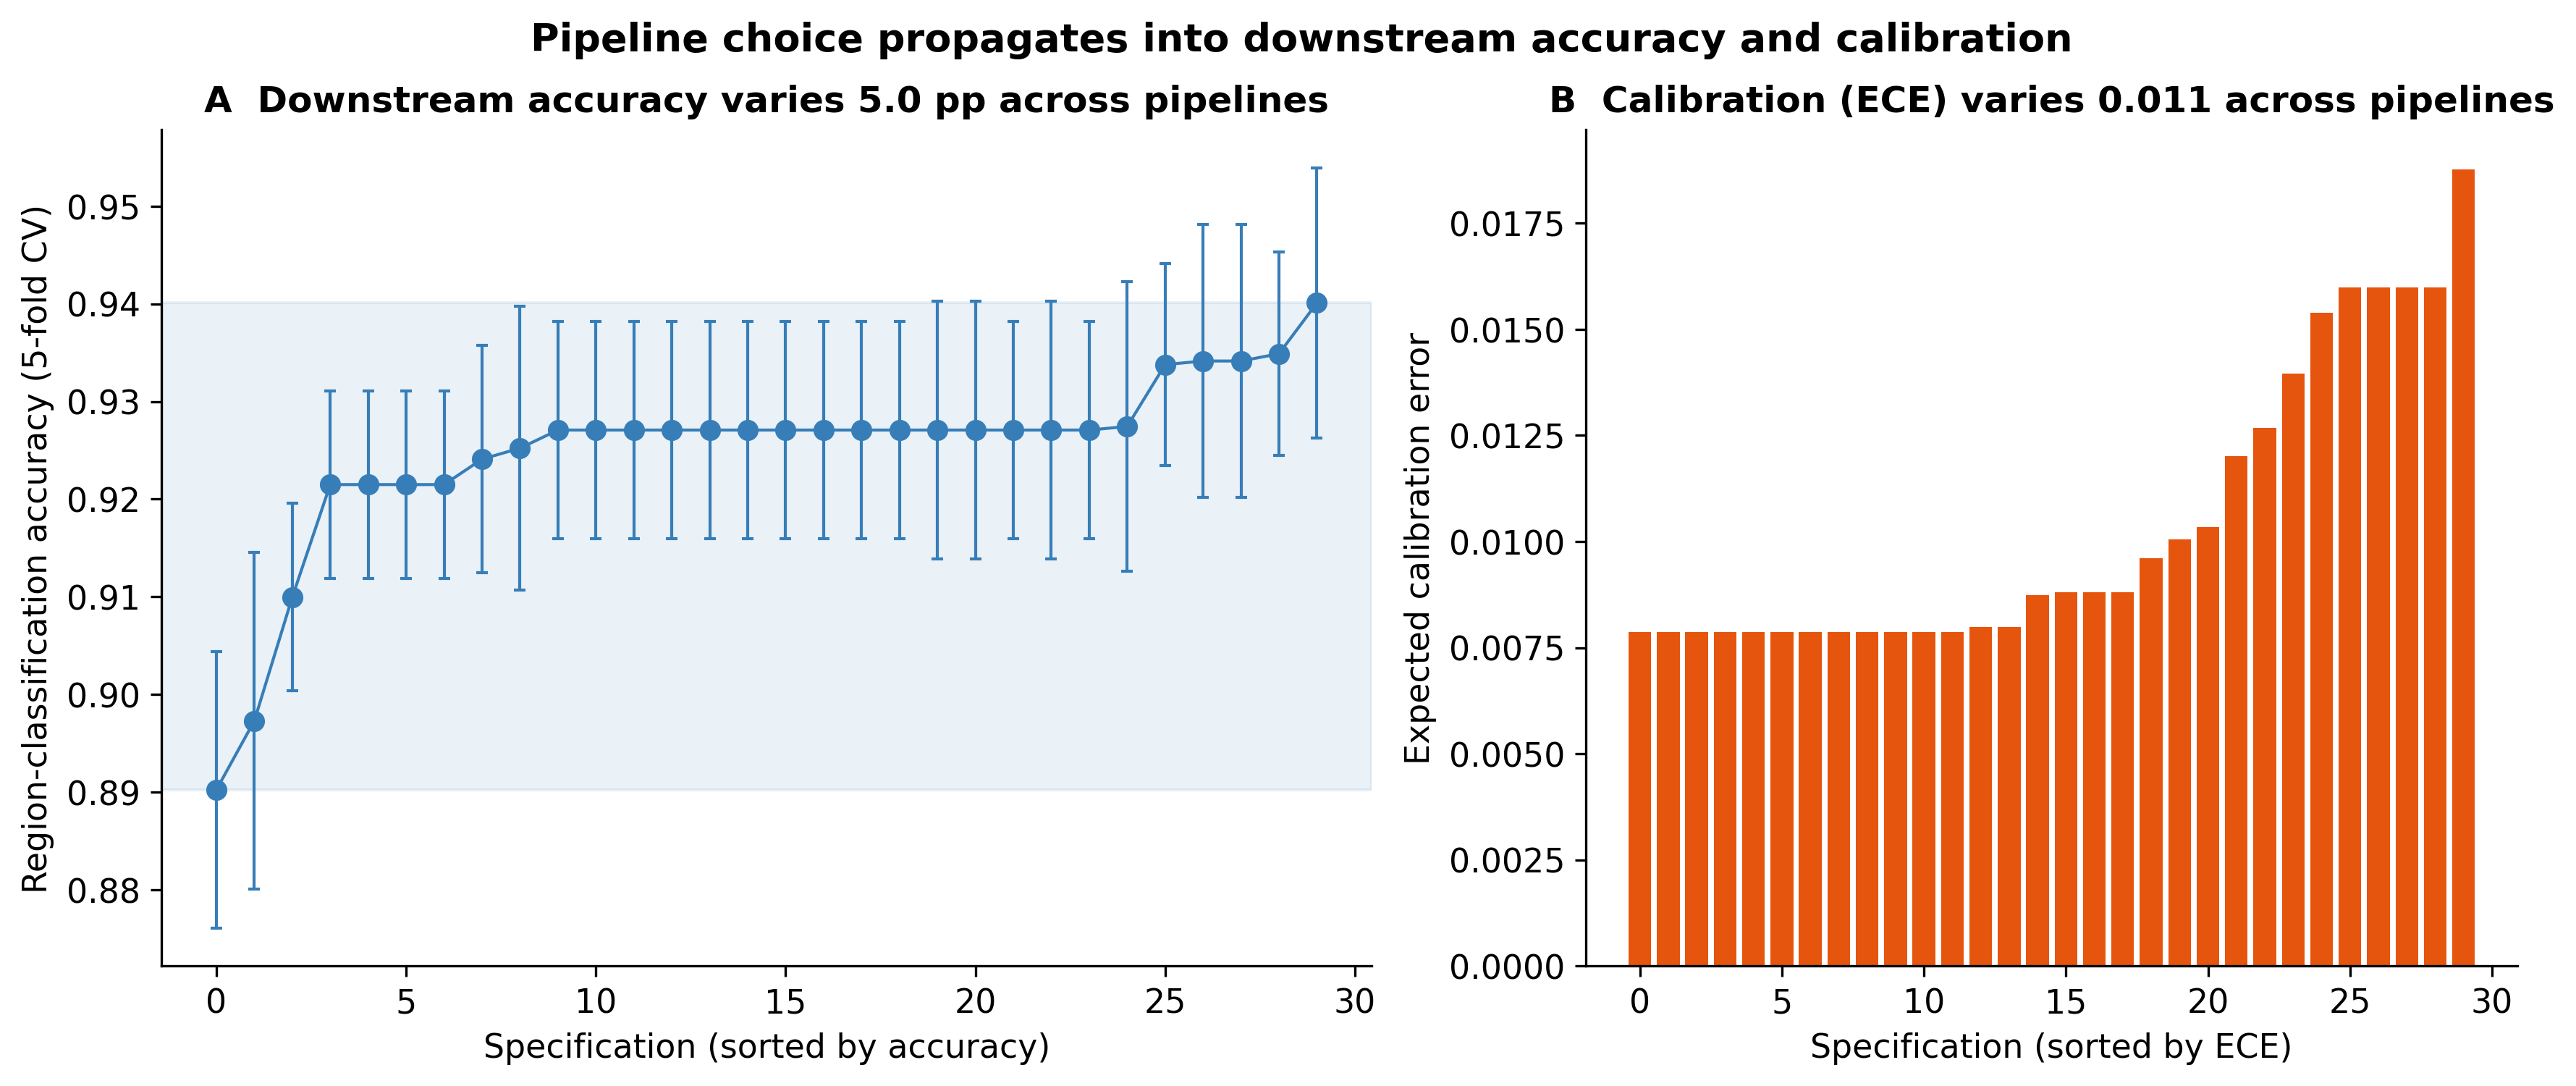 Pipeline choice propagates into downstream accuracy and calibration
A Downstream accuracy varies 5.0 pp across pipelines
Region-classification accuracy (5-fold CV)
0.95
0.94
0.93
0.92
0.91
0.90
0.89
0.88
0 5 10 15 20 25 30
Specification (sorted by accuracy)
B Calibration (ECE) varies 0.011 across pipelines
Expected calibration error
0.0175
0.0150
0.0125
0.0100
0.0075
0.0050
0.0025
0.0000
0 5 10 15 20 25 30
Specification (sorted by ECE)